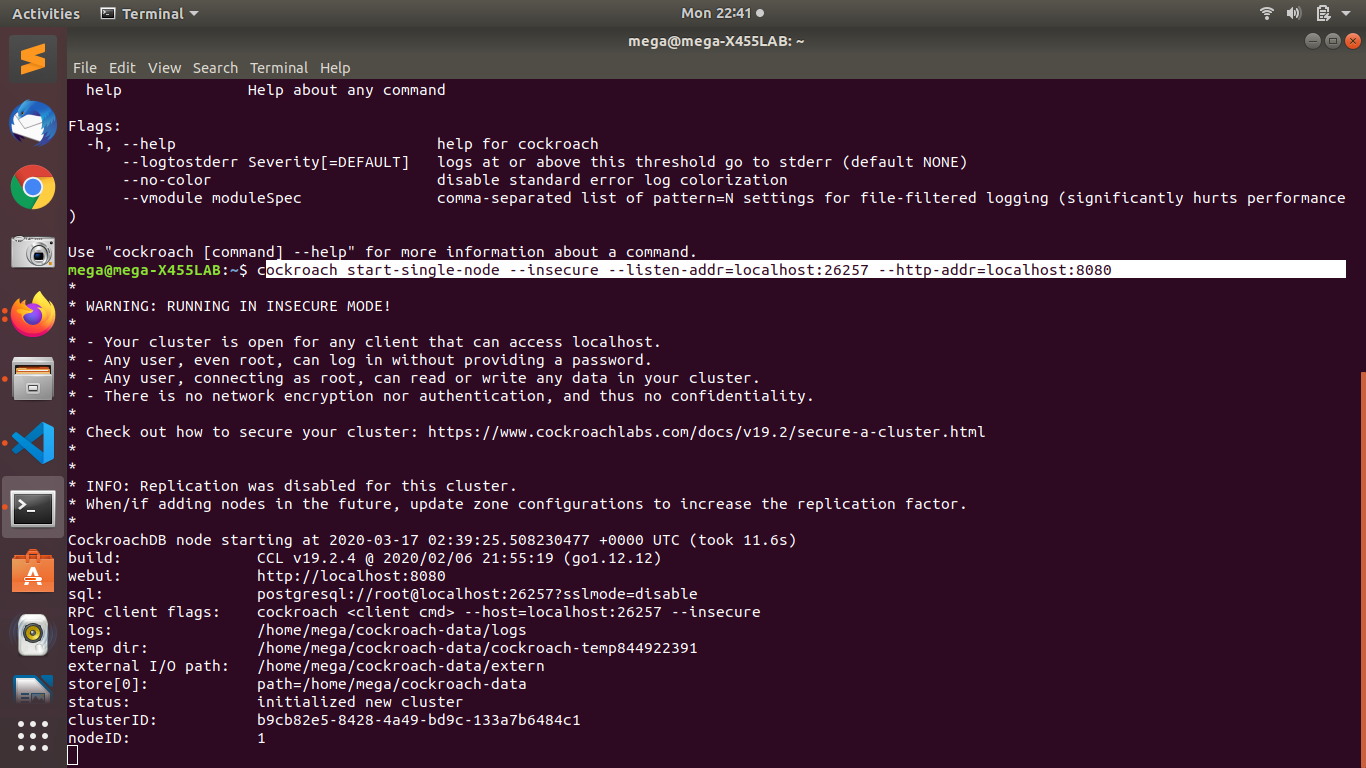 Activities Terminal Mon 22:41
mega@mega-X455LAB: ~
File Edit View Search Terminal Help
help Help about any command
Flags:
-h, --help help for cockroach
--logtostderr Severity[=DEFAULT] logs at or above this threshold go to stderr (default NONE)
--no-color disable standard error log colorization
--vmodule moduleSpec comma-separated list of pattern=N settings for file-filtered logging (significantly hurts performance
)
Use "cockroach [command] --help" for more information about a command.
mega@mega-X455LAB:~$ cockroach start-single-node --insecure --listen-addr=localhost:26257 --http-addr=localhost:8080
*
* WARNING: RUNNING IN INSECURE MODE!
*
* - Your cluster is open for any client that can access localhost.
* - Any user, even root, can log in without providing a password.
* - Any user, connecting as root, can read or write any data in your cluster.
* - There is no network encryption nor authentication, and thus no confidentiality.
*
* Check out how to secure your cluster: https://www.cockroachlabs.com/docs/v19.2/secure-a-cluster.html
*
*
* INFO: Replication was disabled for this cluster.
* When/if adding nodes in the future, update zone configurations to increase the replication factor.
*
CockroachDB node starting at 2020-03-17 02:39:25.508230477 +0000 UTC (took 11.6s)
build: CCL v19.2.4 @ 2020/02/06 21:55:19 (go1.12.12)
webui: http://localhost:8080
sql: postgresql://root@localhost:26257?sslmode=disable
RPC client flags: cockroach <client cmd> --host=localhost:26257 --insecure
logs: /home/mega/cockroach-data/logs
temp dir: /home/mega/cockroach-data/cockroach-temp844922391
external I/O path: /home/mega/cockroach-data/extern
store[0]: path=/home/mega/cockroach-data
status: initialized new cluster
clusterID: b9cb82e5-8428-4a49-bd9c-133a7b6484c1
nodeID: 1